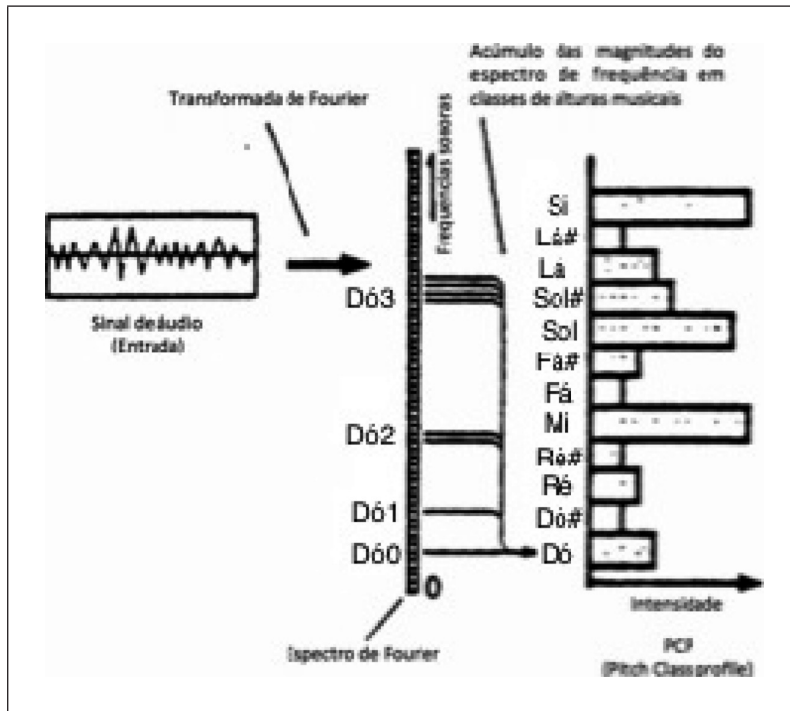 Acúmulo das magnitudes do
espectro de frequência em
classes de alturas musicais
Transformada de Fourier
Frequencias sonoras
Sinal de áudio
(Entrada)
Dó3
Dó2
Dó1
Dó0
0
Espectro de Fourier
Si
Lá#
Lá
Sol#
Sol
Fá#
Fá
Mi
Ré#
Ré
Dó#
Dó
Intensidade
PCP
(Pitch Class profile)